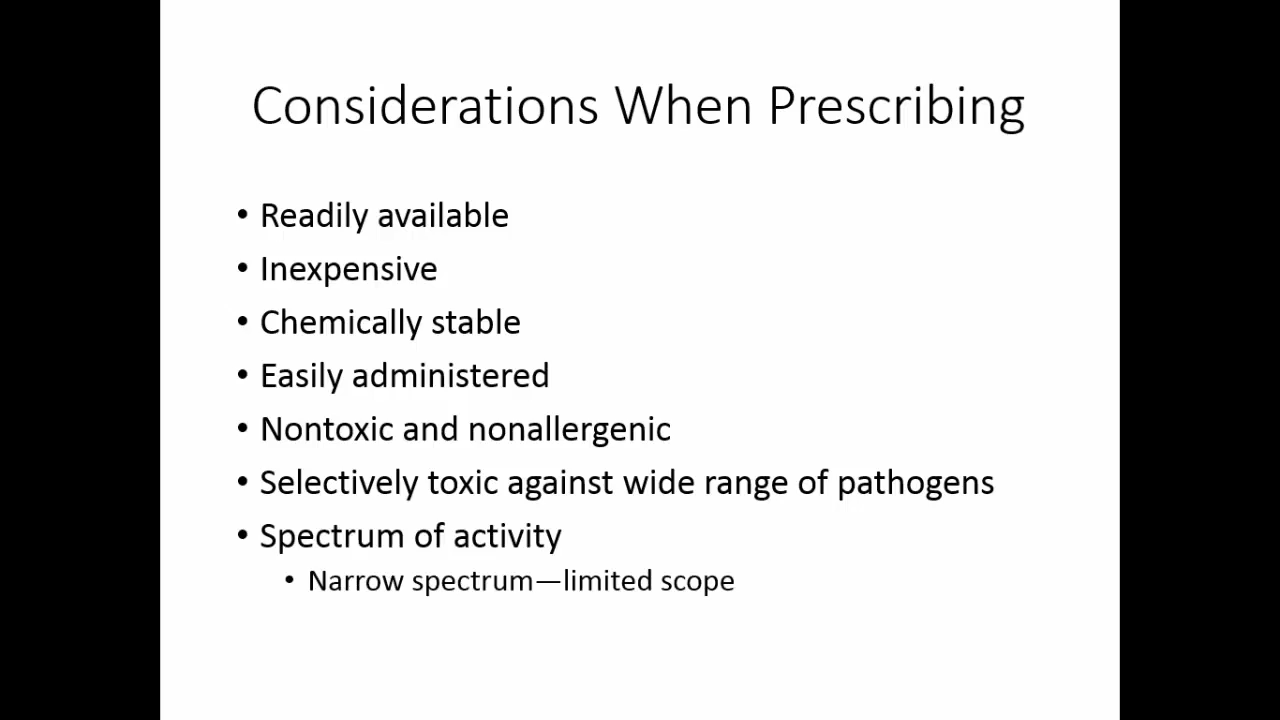 Considerations When Prescribing
• Readily available
• Inexpensive
• Chemically stable
• Easily administered
• Nontoxic and nonallergenic
• Selectively toxic against wide range of pathogens
• Spectrum of activity
• Narrow spectrum—limited scope